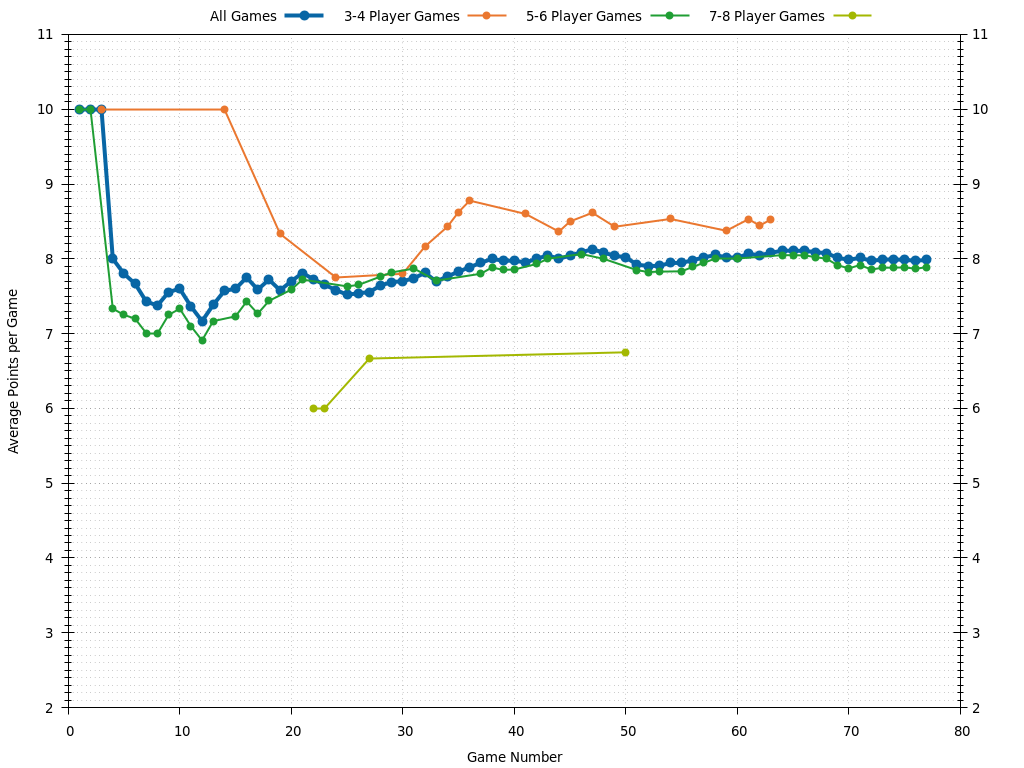 All Games 3-4 Player Games 5-6 Player Games 7-8 Player Games
11 11
10 10
9 9
8 8
7 7
6 6
5 5
4 4
3 3
2 2
Average Points per Game
0 10 20 30 40 50 60 70 80
Game Number